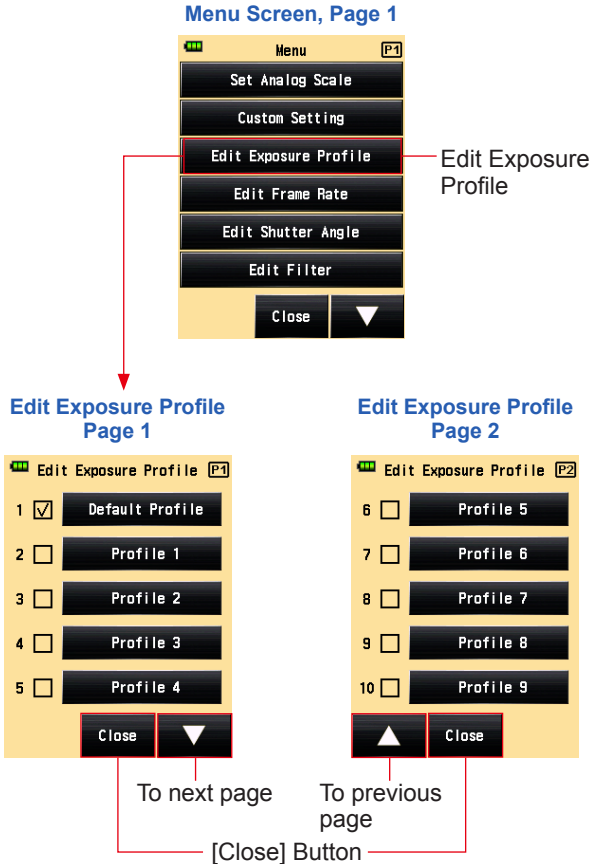 Menu Screen, Page 1
Menu P1
Set Analog Scale
Custom Setting
Edit Exposure Profile
Edit Exposure
Profile
Edit Frame Rate
Edit Shutter Angle
Edit Filter
Close
Edit Exposure Profile
Page 1
Edit Exposure Profile P1
1 Default Profile
2 Profile 1
3 Profile 2
4 Profile 3
5 Profile 4
Close
To next page
Edit Exposure Profile
Page 2
Edit Exposure Profile P2
6 Profile 5
7 Profile 6
8 Profile 7
9 Profile 8
10 Profile 9
Close
To previous
page
[Close] Button